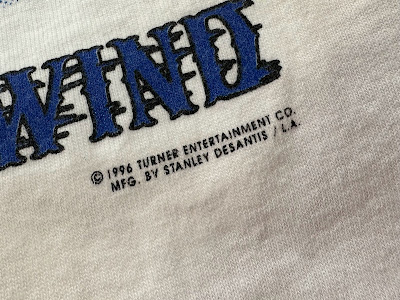 WIND
© 1996 TURNER ENTERTAINMENT CO.
MFG. BY STANLEY DESANTIS / L.A.